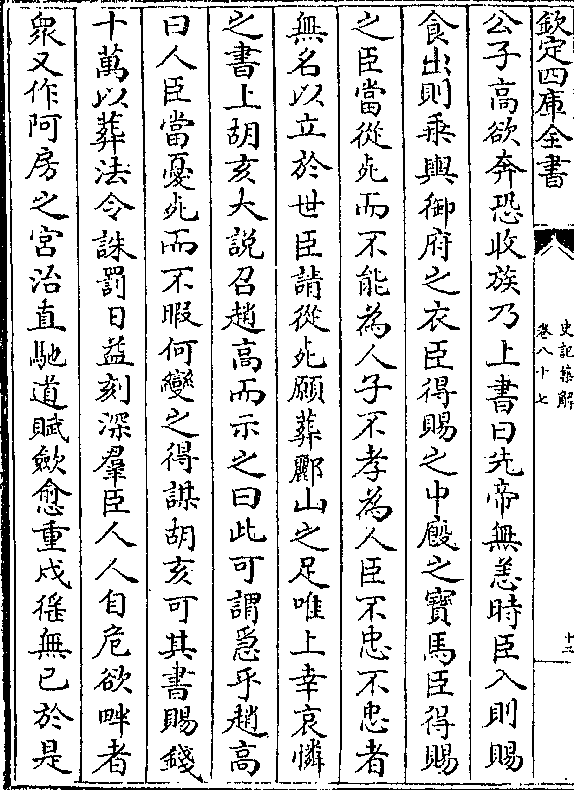 欽定四庫全書
史記集解
卷八十七
十三
公子髙欲奔恐收族乃上書曰先帝無恙時臣入則賜
食出則乘輿御府之衣臣得賜之中廐之寳馬臣得賜
之臣當從死而不能為人子不孝為人臣不忠不忠者
無名以立於世臣請從死願葬酈山之足唯上幸哀憐
之書上胡亥大說召趙髙而示之曰此可謂急乎趙髙
曰人臣當憂死而不暇何變之得謀胡亥可其書賜錢
十萬以葬法令誅罰日益刻深羣臣人人自危欲畔者
衆又作阿房之宮治直馳道賦斂愈重戍徭無已於是